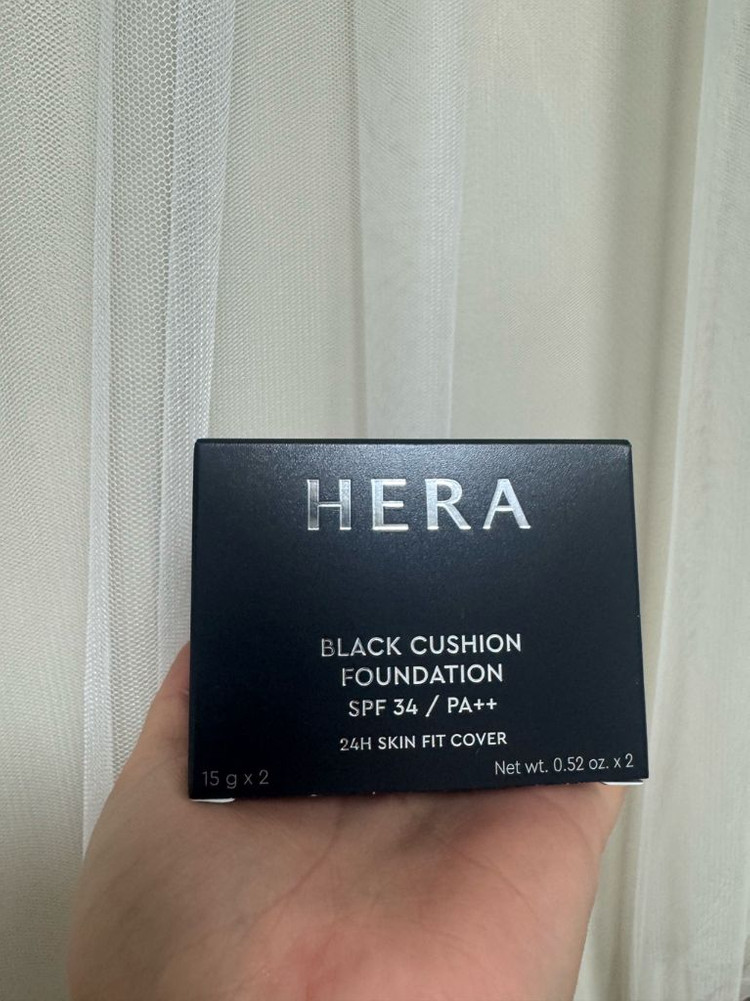 HERA
BLACK CUSHION
FOUNDATION
SPF 34 / PA++
24H SKIN FIT COVER
15 g x 2
Net wt. 0.52 oz. x 2